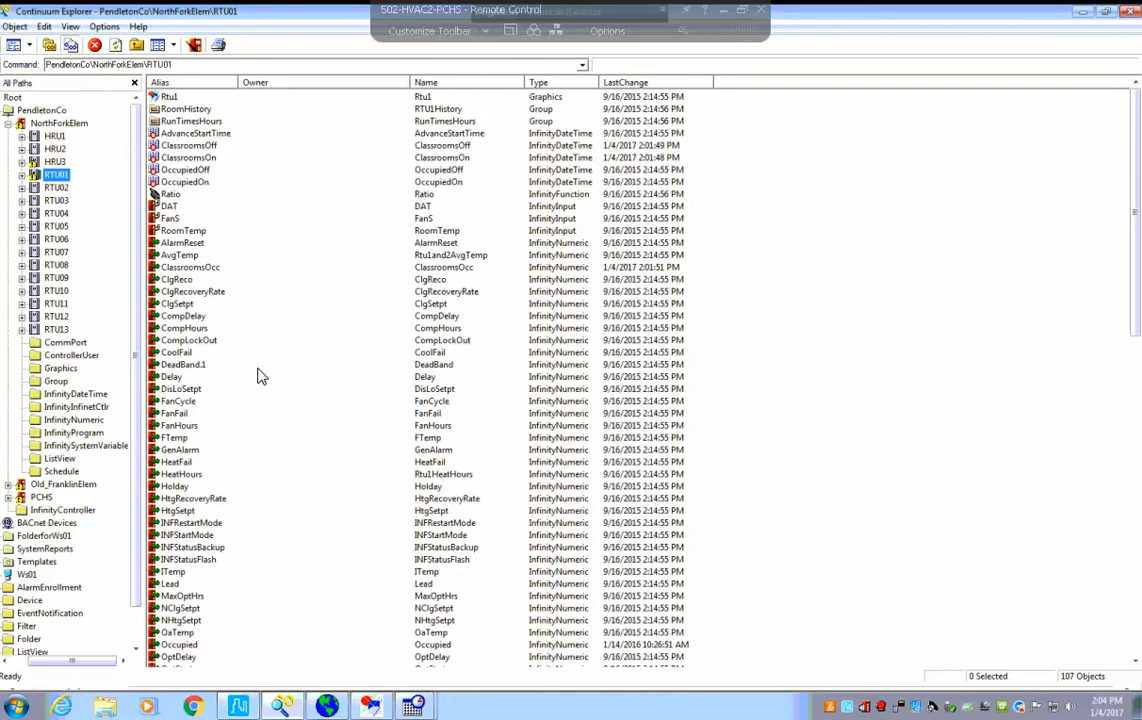 Continuum Explorer - PendletonCo\NorthForkElem\RTU01
502-HVAC2-PCHS - Remote Control
Object Edit View Options Help
Customize Toolbar Options
Command: PendletonCo\NorthForkElem\RTU01
All Paths
Root
PendletonCo
NorthForkElem
HRU1
HRU2
HRU3
RTU01
RTU02
RTU03
RTU04
RTU05
RTU06
RTU07
RTU08
RTU09
RTU10
RTU11
RTU12
RTU13
CommPort
ControllerUser
Graphics
Group
InfinityDateTime
InfinityInfinetCtlr
InfinityNumeric
InfinityProgram
InfinitySystemVariable
ListView
Schedule
Old_FranklinElem
PCHS
InfinityController
BACnet Devices
FolderforWs01
SystemReports
Templates
Ws01
AlarmEnrollment
Device
EventNotification
Filter
Folder
ListView
Alias Owner Name Type LastChange
Rtu1 Rtu1 Graphics 9/16/2015 2:14:55 PM
RoomHistory RTU1History Group 9/16/2015 2:14:56 PM
RunTimesHours RunTimesHours Group 9/16/2015 2:14:56 PM
AdvanceStartTime AdvanceStartTime InfinityDateTime 9/16/2015 2:14:55 PM
ClassroomsOff ClassroomsOff InfinityDateTime 1/4/2017 2:01:49 PM
ClassroomsOn ClassroomsOn InfinityDateTime 1/4/2017 2:01:48 PM
OccupiedOff OccupiedOff InfinityDateTime 9/16/2015 2:14:55 PM
OccupiedOn OccupiedOn InfinityDateTime 9/16/2015 2:14:55 PM
Ratio Ratio InfinityFunction 9/16/2015 2:14:56 PM
DAT DAT InfinityInput 9/16/2015 2:14:55 PM
FanS FanS InfinityInput 9/16/2015 2:14:55 PM
RoomTemp RoomTemp InfinityInput 9/16/2015 2:14:55 PM
AlarmReset AlarmReset InfinityNumeric 9/16/2015 2:14:55 PM
AvgTemp Rtu1and2AvgTemp InfinityNumeric 9/16/2015 2:14:55 PM
ClassroomsOcc ClassroomsOcc InfinityNumeric 1/4/2017 2:01:51 PM
ClgReco ClgReco InfinityNumeric 9/16/2015 2:14:55 PM
ClgRecoveryRate ClgRecoveryRate InfinityNumeric 9/16/2015 2:14:55 PM
ClgSetpt ClgSetpt InfinityNumeric 9/16/2015 2:14:55 PM
CompDelay CompDelay InfinityNumeric 9/16/2015 2:14:55 PM
CompHours CompHours InfinityNumeric 9/16/2015 2:14:55 PM
CompLockOut CompLockOut InfinityNumeric 9/16/2015 2:14:55 PM
CoolFail CoolFail InfinityNumeric 9/16/2015 2:14:55 PM
DeadBand.1 DeadBand InfinityNumeric 9/16/2015 2:14:55 PM
Delay Delay InfinityNumeric 9/16/2015 2:14:55 PM
DisLoSetpt DisLoSetpt InfinityNumeric 9/16/2015 2:14:55 PM
FanCycle FanCycle InfinityNumeric 9/16/2015 2:14:55 PM
FanFail FanFail InfinityNumeric 9/16/2015 2:14:55 PM
FanHours FanHours InfinityNumeric 9/16/2015 2:14:55 PM
FTemp FTemp InfinityNumeric 9/16/2015 2:14:55 PM
GenAlarm GenAlarm InfinityNumeric 9/16/2015 2:14:55 PM
HeatFail HeatFail InfinityNumeric 9/16/2015 2:14:55 PM
HeatHours Rtu1HeatHours InfinityNumeric 9/16/2015 2:14:55 PM
Holday Holday InfinityNumeric 9/16/2015 2:14:55 PM
HtgRecoveryRate HtgRecoveryRate InfinityNumeric 9/16/2015 2:14:55 PM
HtgSetpt HtgSetpt InfinityNumeric 9/16/2015 2:14:55 PM
INFRestartMode INFRestartMode InfinityNumeric 9/16/2015 2:14:55 PM
INFStartMode INFStartMode InfinityNumeric 9/16/2015 2:14:55 PM
INFStatusBackup INFStatusBackup InfinityNumeric 9/16/2015 2:14:55 PM
INFStatusFlash INFStatusFlash InfinityNumeric 9/16/2015 2:14:55 PM
ITemp ITemp InfinityNumeric 9/16/2015 2:14:55 PM
Lead Lead InfinityNumeric 9/16/2015 2:14:55 PM
MaxOptHrs MaxOptHrs InfinityNumeric 9/16/2015 2:14:55 PM
NClgSetpt NClgSetpt InfinityNumeric 9/16/2015 2:14:55 PM
NHtgSetpt NHtgSetpt InfinityNumeric 9/16/2015 2:14:55 PM
OaTemp OaTemp InfinityNumeric 9/16/2015 2:14:55 PM
Occupied Occupied InfinityNumeric 1/14/2016 10:26:51 AM
OptDelay OptDelay InfinityNumeric 9/16/2015 2:14:55 PM
Ready 0 Selected 107 Objects
2:04 PM
1/4/2017